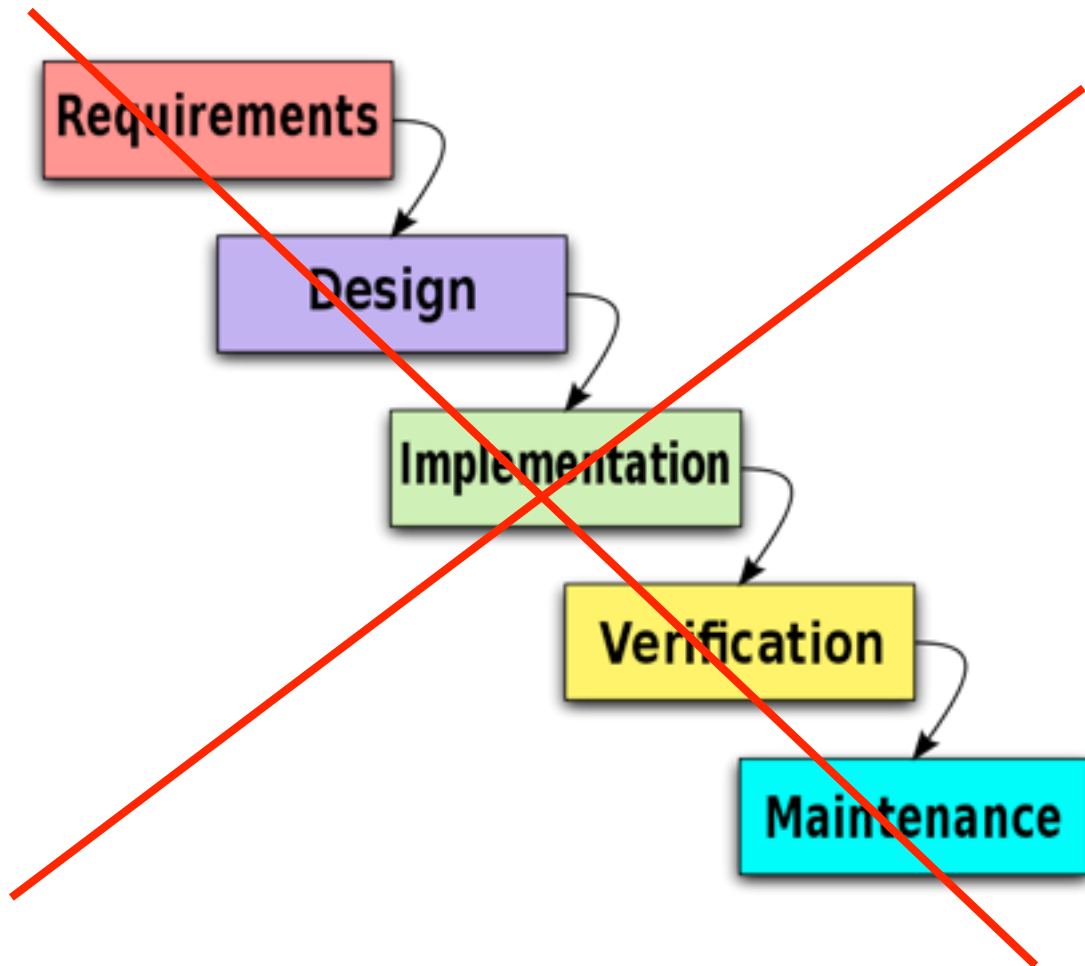 Requirements
Design
Implementation
Verification
Maintenance